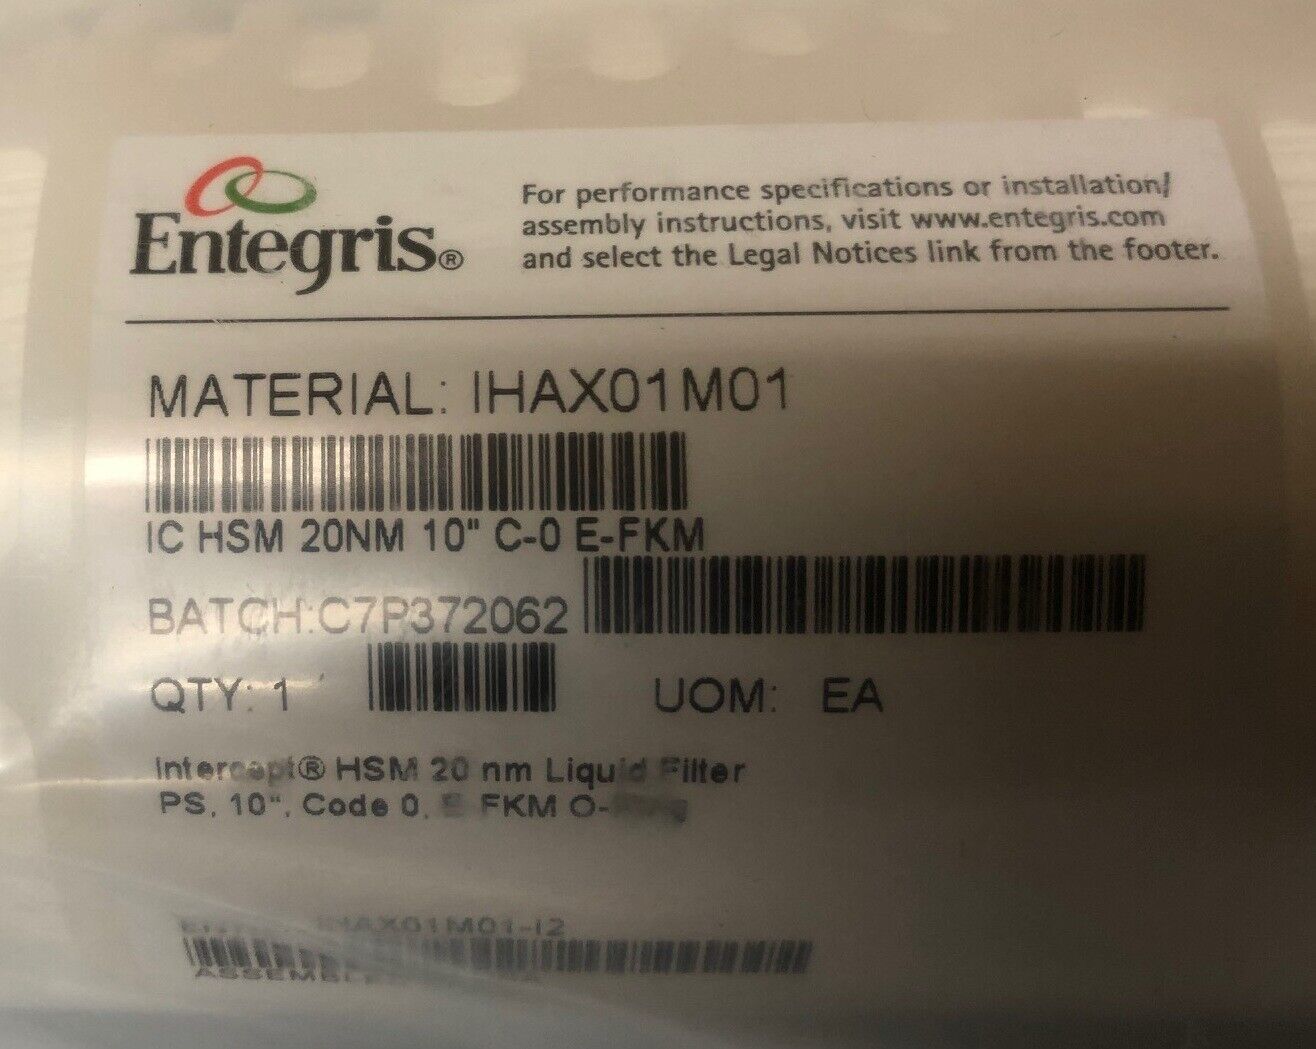 Entegris®
For performance specifications or installation/
assembly instructions, visit www.entegris.com
and select the Legal Notices link from the footer.
MATERIAL: IHAX01M01
IC HSM 20NM 10" C-0 E-FKM
BATCH:C7P372062
QTY: 1 UOM: EA
Intercept® HSM 20 nm Liquid Filter
PS, 10", Code 0, E FKM O-
IHAX01M01-I2